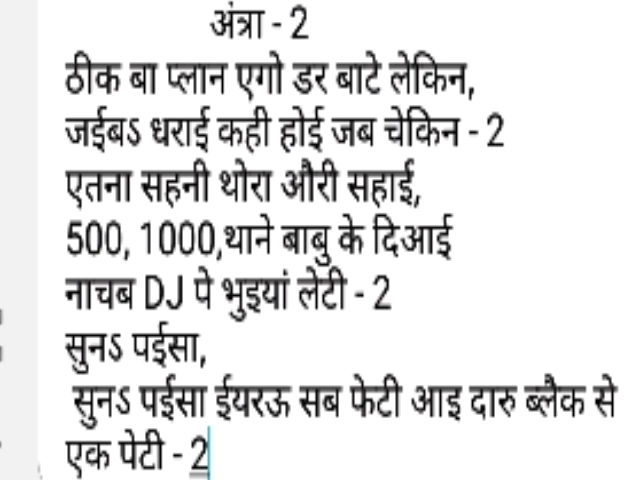 अंत्रा - 2
ठीक बा प्लान एगो डर बाटे लेकिन,
जईबऽ धराई कही होई जब चेकिन - 2
एतना सहनी थोरा औरी सहाई,
500, 1000,थाने बाबु के दिआई
नाचब DJ पे भुइयां लेटी - 2
सुनऽ पईसा,
सुनऽ पईसा ईयरऊ सब फेटी आइ दारु ब्लैक से
एक पेटी - 2